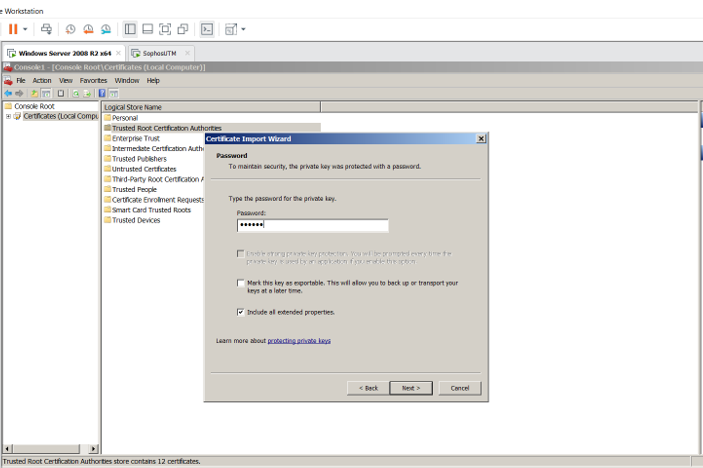 e Workstation
Windows Server 2008 R2 x64 ×
SophosUTM ×
Console1 - [Console Root\Certificates (Local Computer)]
File Action View Favorites Window Help
Console Root
Certificates (Local Compu
Logical Store Name
Personal
Trusted Root Certification Authorities
Enterprise Trust
Intermediate Certification Autho
Trusted Publishers
Untrusted Certificates
Third-Party Root Certification A
Trusted People
Certificate Enrollment Requests
Smart Card Trusted Roots
Trusted Devices
Certificate Import Wizard
Password
To maintain security, the private key was protected with a password.
Type the password for the private key.
Password:
••••••
Enable strong private key protection. You will be prompted every time the
private key is used by an application if you enable this option.
Mark this key as exportable. This will allow you to back up or transport your
keys at a later time.
Include all extended properties.
Learn more about protecting private keys
< Back Next > Cancel
Trusted Root Certification Authorities store contains 12 certificates.